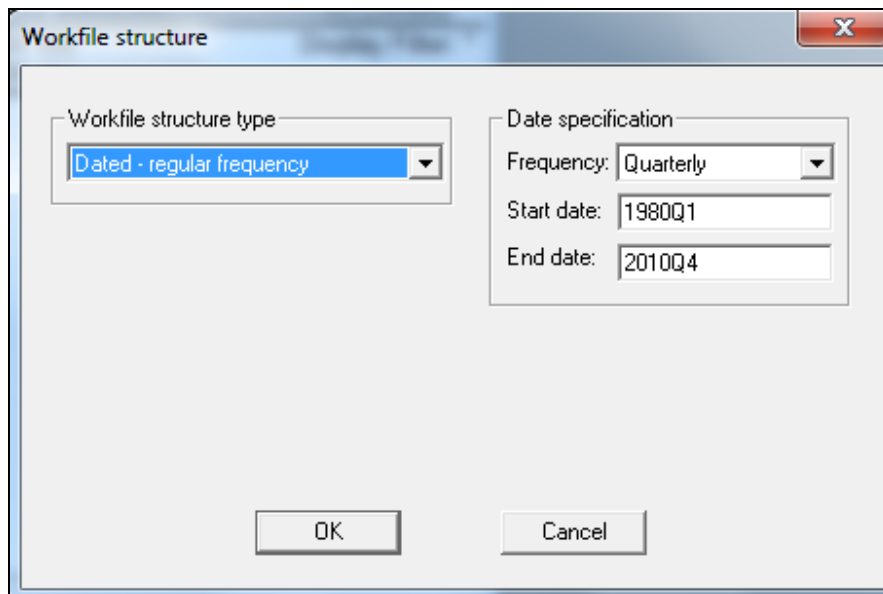 Workfile structure
Workfile structure type
Dated - regular frequency
Date specification
Frequency: Quarterly
Start date: 1980Q1
End date: 2010Q4
OK Cancel